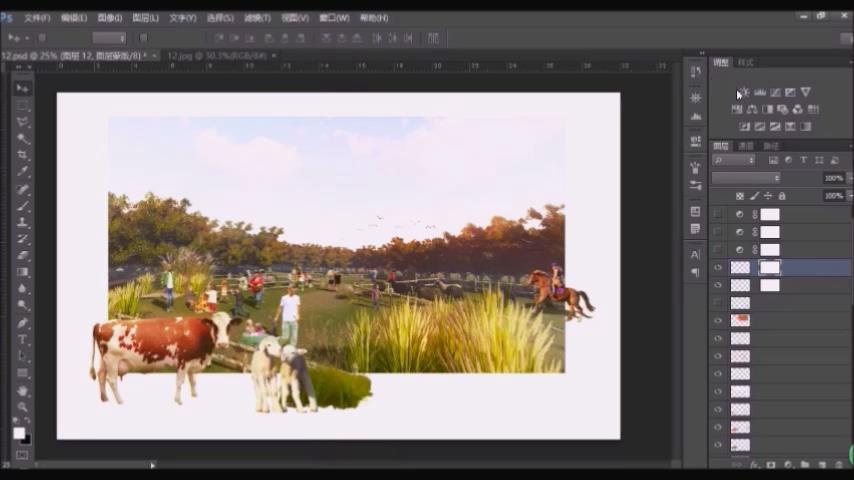 Ps 文件(F) 编辑(E) 图像(I) 图层(L) 文字(Y) 选择(S) 滤镜(T) 视图(V) 窗口(W) 帮助(H)
12.psd @ 25% (图层 12, 图层蒙版/8) * × 12.jpg @ 30.3%(RGB/8#) ×
调整 样式
图层 通道 路径
100%
100%